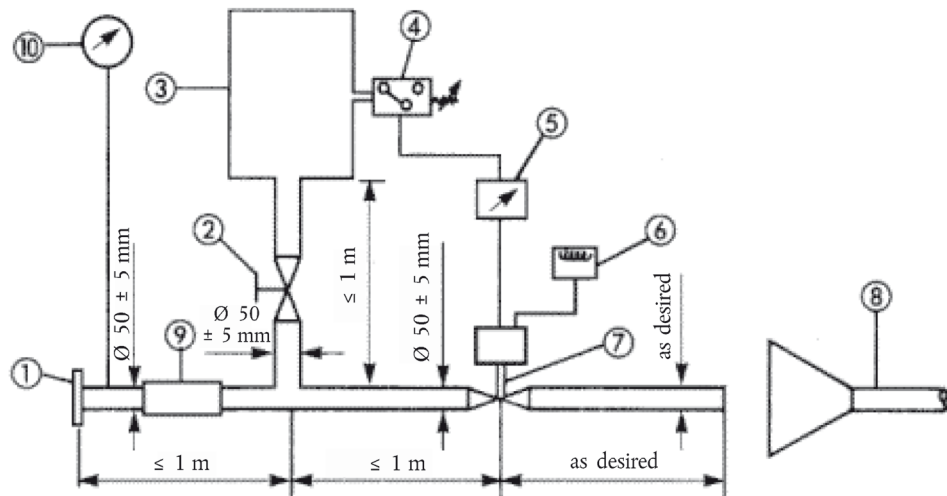 ⑩
③
④
⑤
②
⑥
Ø 50 ± 5 mm
Ø 50
± 5 mm
≤ 1 m
Ø 50 ± 5 mm
as desired
①
⑨
⑦
⑧
≤ 1 m
≤ 1 m
as desired